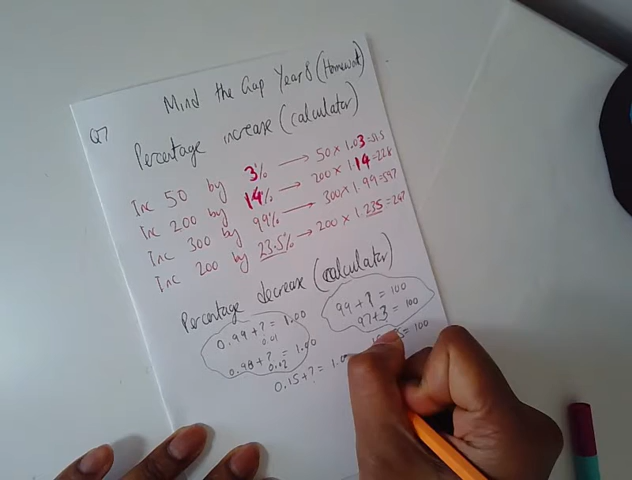 Mind the Gap Year 8 (Homework)
Q7
Percentage increase (calculator)
Inc 50 by 3% → 50 x 1.03 = 51.5
Inc 200 by 14% → 200 x 1.14 = 228
Inc 300 by 99% → 300 x 1.99 = 597
Inc 200 by 23.5% → 200 x 1.235 = 247
Percentage decrease (calculator)
0.99 + ? = 1.00
0.01
0.98 + ? = 1.00
0.02
99 + ? = 100
97 + 3 = 100
0.15 + ? =
= 100